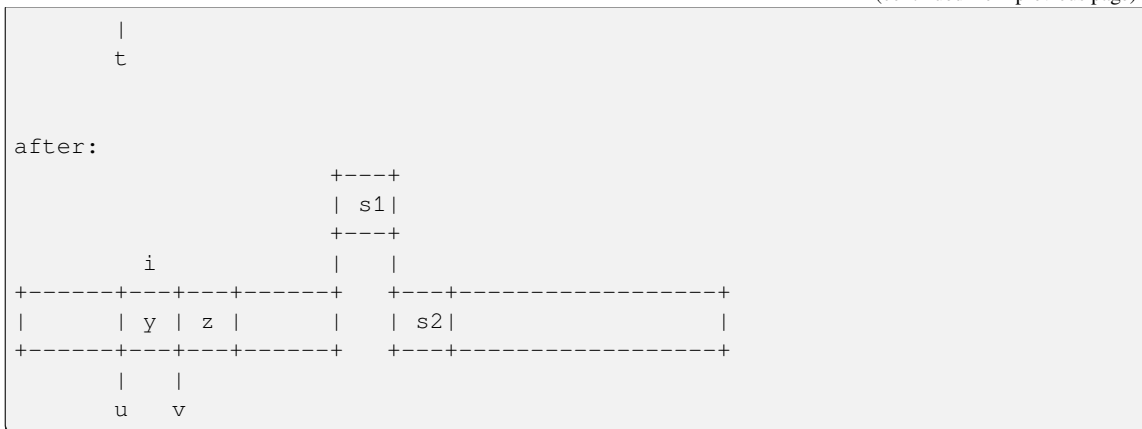 |
t
after:
+---+
| s1|
+---+
i | |
+------+---+---+------+ +---+------------------+
| | y | z | | | s2| |
+------+---+---+------+ +---+------------------+
| |
u v